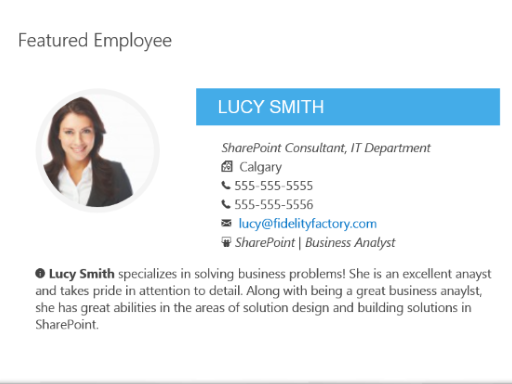 Featured Employee
LUCY SMITH
SharePoint Consultant, IT Department
Calgary
555-555-5555
555-555-5556
lucy@fidelityfactory.com
SharePoint | Business Analyst
Lucy Smith specializes in solving business problems! She is an excellent anayst
and takes pride in attention to detail. Along with being a great business anaylst,
she has great abilities in the areas of solution design and building solutions in
SharePoint.